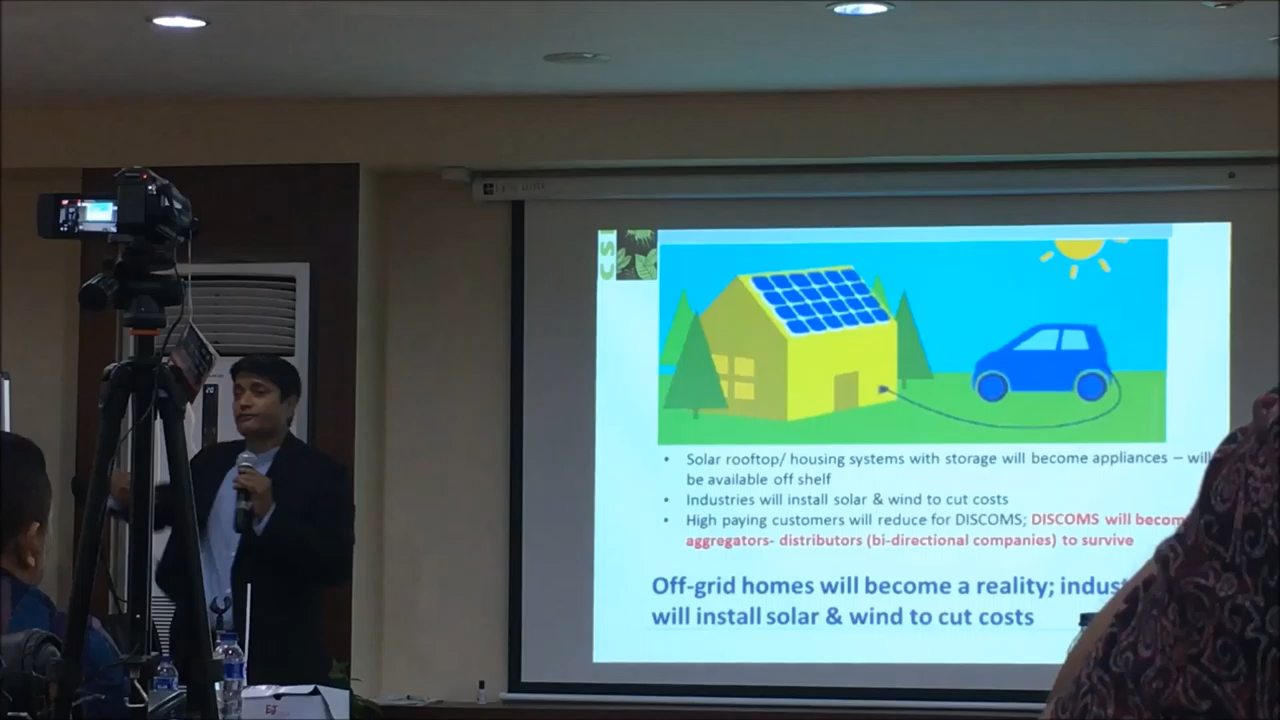 CS
• Solar rooftop/ housing systems with storage will become appliances – will
be available off shelf
• Industries will install solar & wind to cut costs
• High paying customers will reduce for DISCOMS; DISCOMS will becom
aggregators- distributors (bi-directional companies) to survive
Off-grid homes will become a reality; indust
will install solar & wind to cut costs